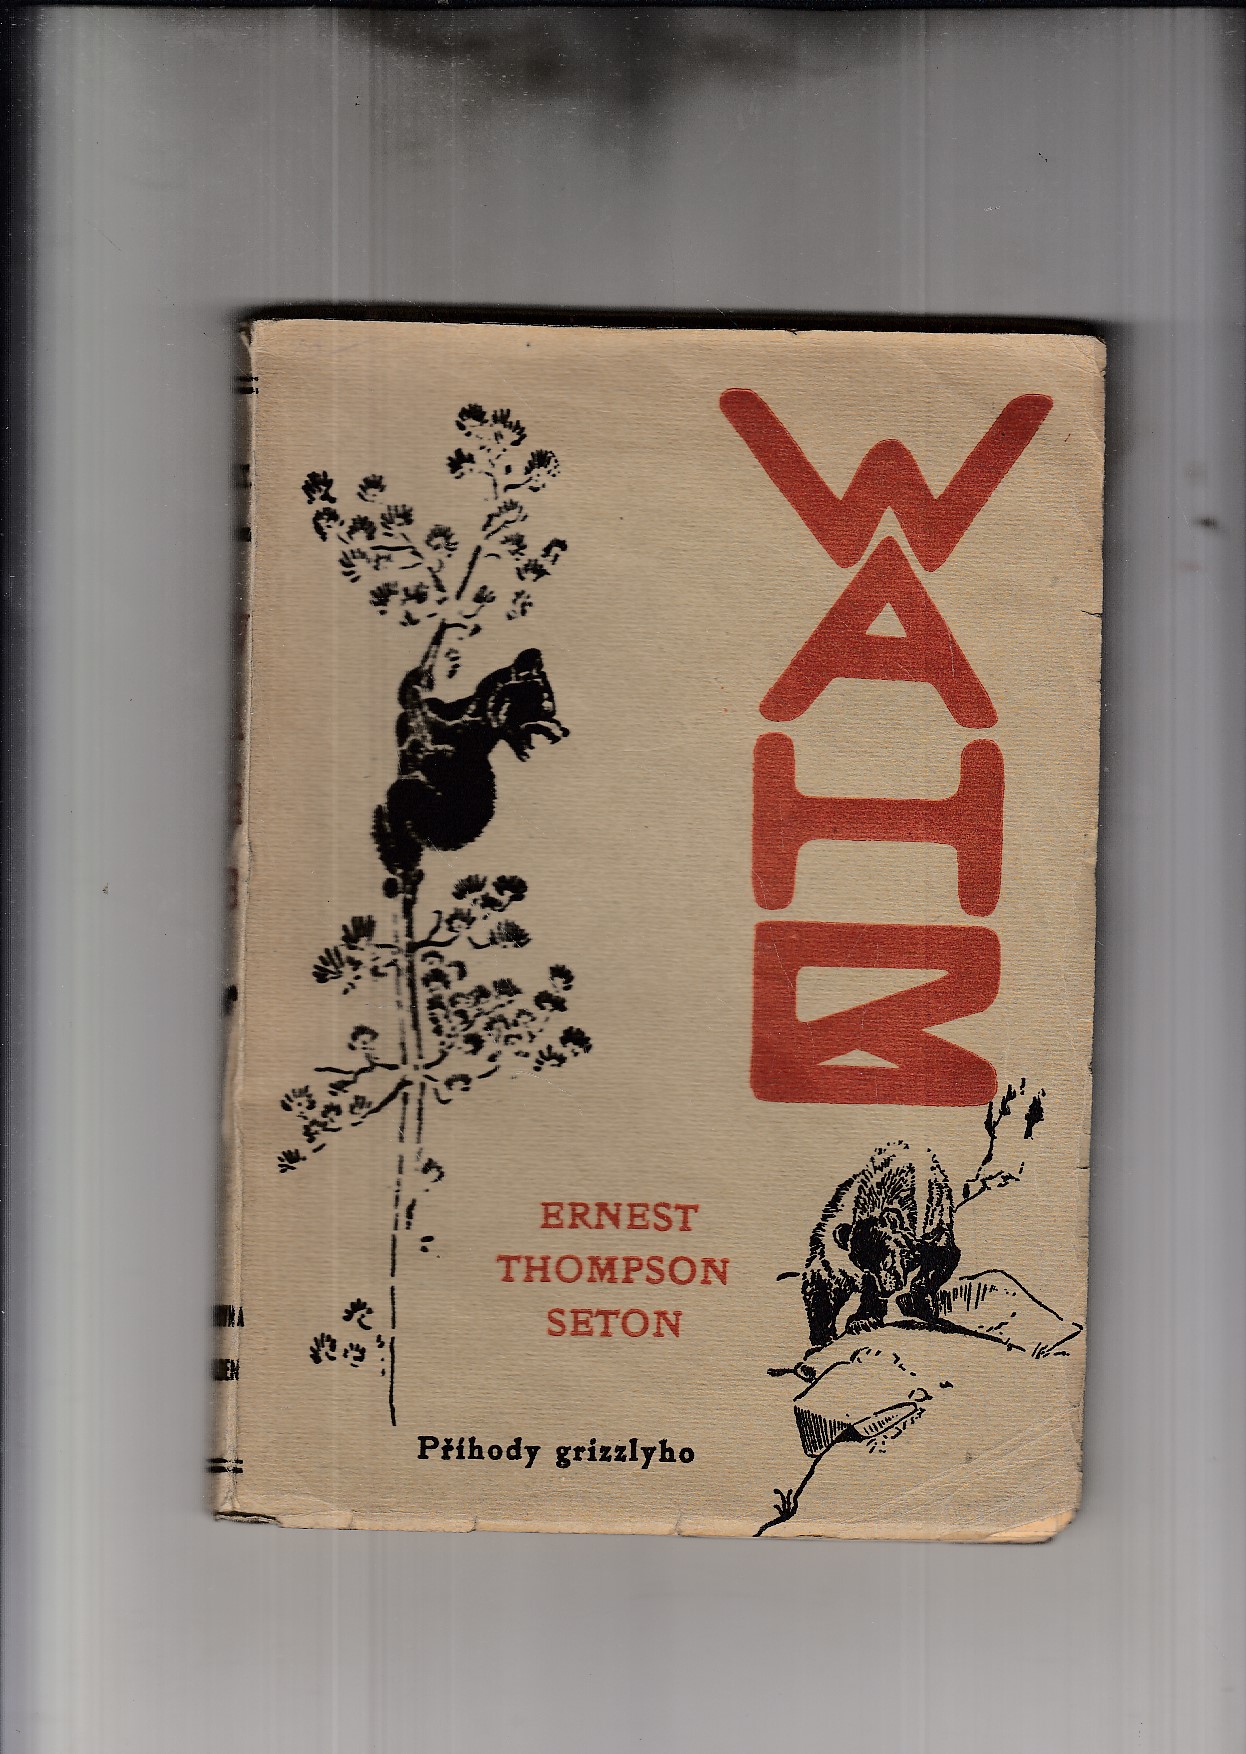 WAHB
ERNEST
THOMPSON
SETON
Příhody grizzlyho